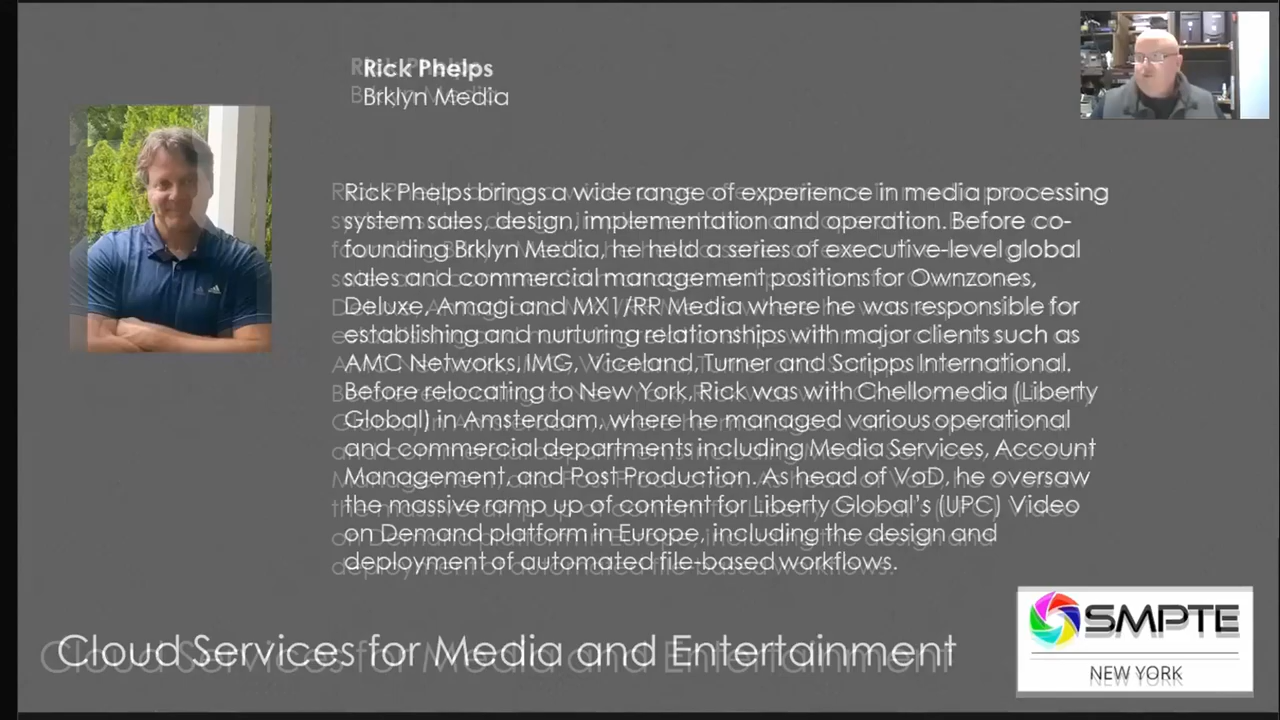 Rick Phelps
Brklyn Media
Rick Phelps brings a wide range of experience in media processing
system sales, design, implementation and operation. Before co-
founding Brklyn Media, he held a series of executive-level global
sales and commercial management positions for Ownzones,
Deluxe, Amagi and MX1/RR Media where he was responsible for
establishing and nurturing relationships with major clients such as
AMC Networks, IMG, Viceland, Turner and Scripps International.
Before relocating to New York, Rick was with Chellomedia (Liberty
Global) in Amsterdam, where he managed various operational
and commercial departments including Media Services, Account
Management, and Post Production. As head of VoD, he oversaw
the massive ramp up of content for Liberty Global's (UPC) Video
on Demand platform in Europe, including the design and
deployment of automated file-based workflows.
Cloud Services for Media and Entertainment
SMPTE
NEW YORK